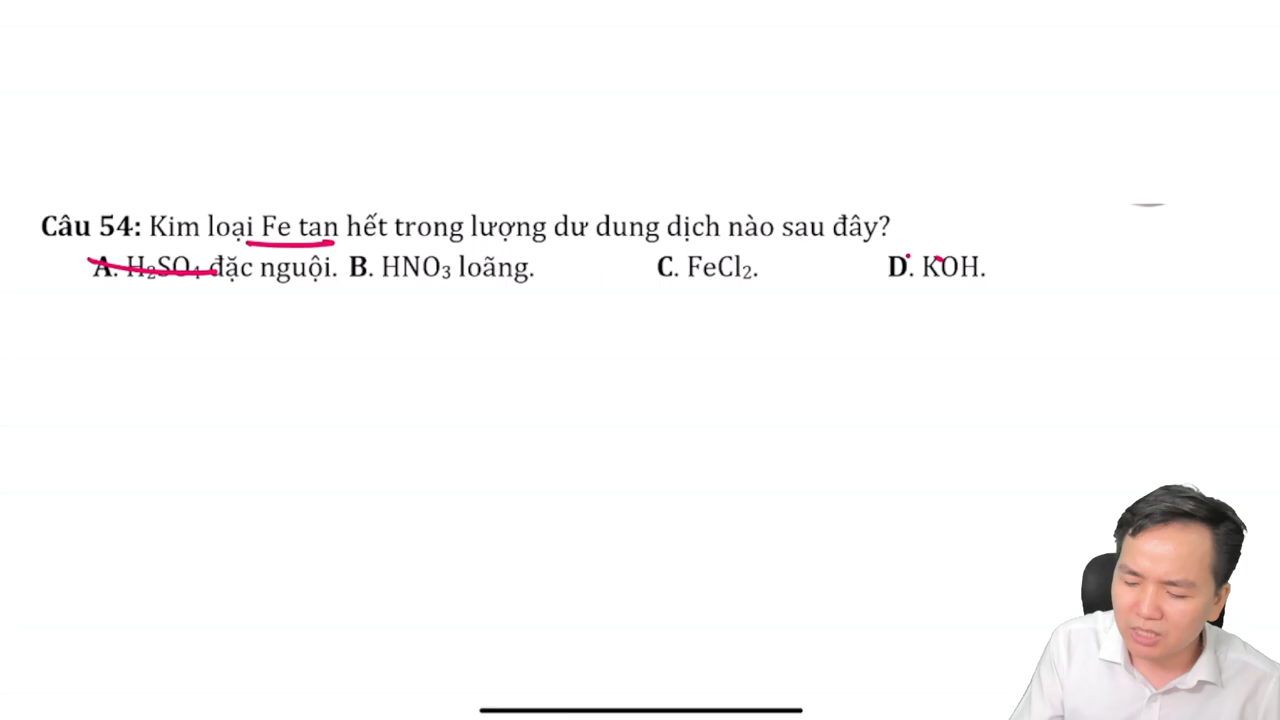 Câu 54: Kim loại Fe tan hết trong lượng dư dung dịch nào sau đây?
A. H₂SO₄ đặc nguội. B. HNO₃ loãng. C. FeCl₂. D. KOH.